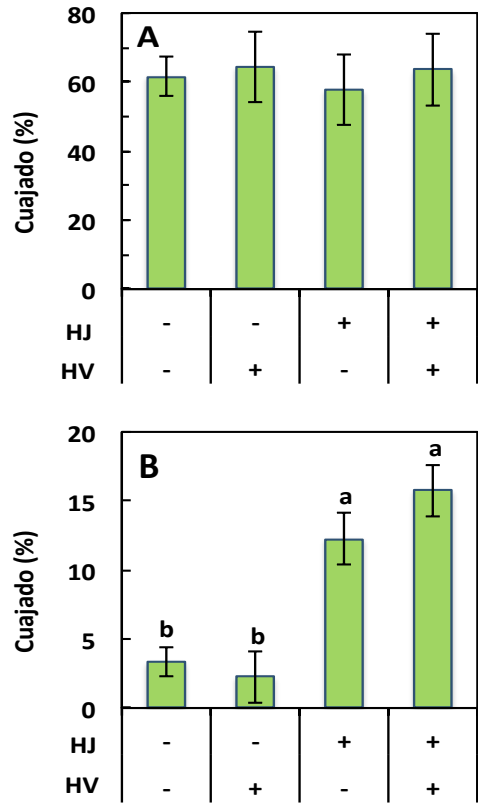 A
Cuajado (%)
80
60
40
20
0
HJ - - + +
HV - + - +
B
Cuajado (%)
20
15
10
5
0
b b a a
HJ - - + +
HV - + - +